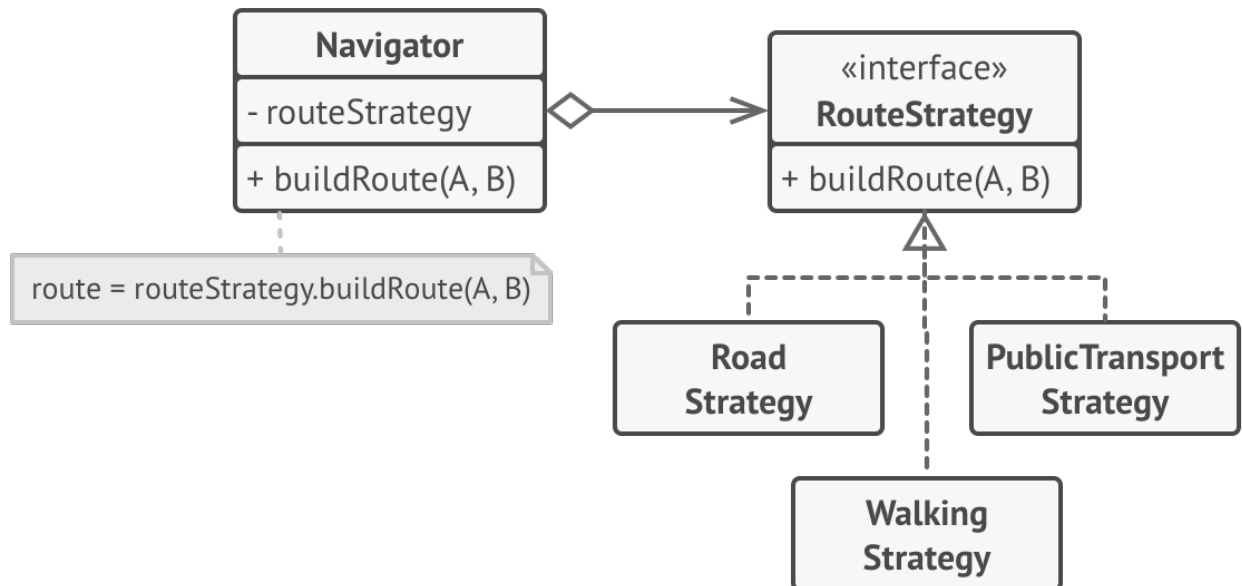 Navigator
- routeStrategy
+ buildRoute(A, B)
route = routeStrategy.buildRoute(A, B)
«interface»
RouteStrategy
+ buildRoute(A, B)
Road
Strategy
PublicTransport
Strategy
Walking
Strategy